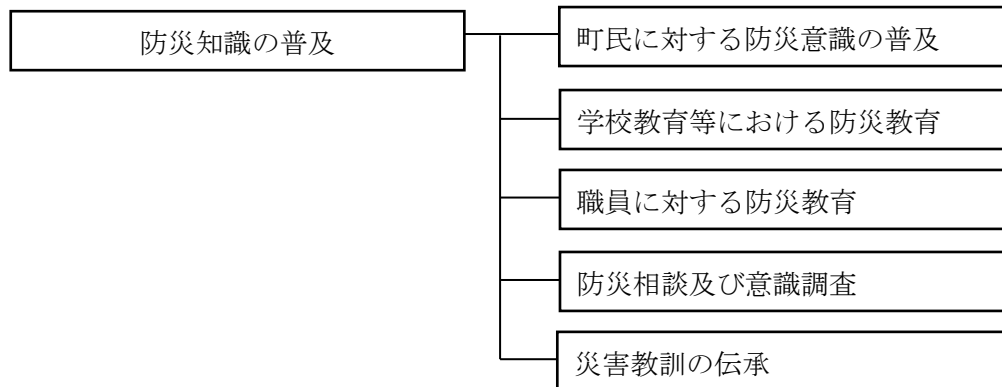 防災知識の普及
町民に対する防災意識の普及
学校教育等における防災教育
職員に対する防災教育
防災相談及び意識調査
災害教訓の伝承